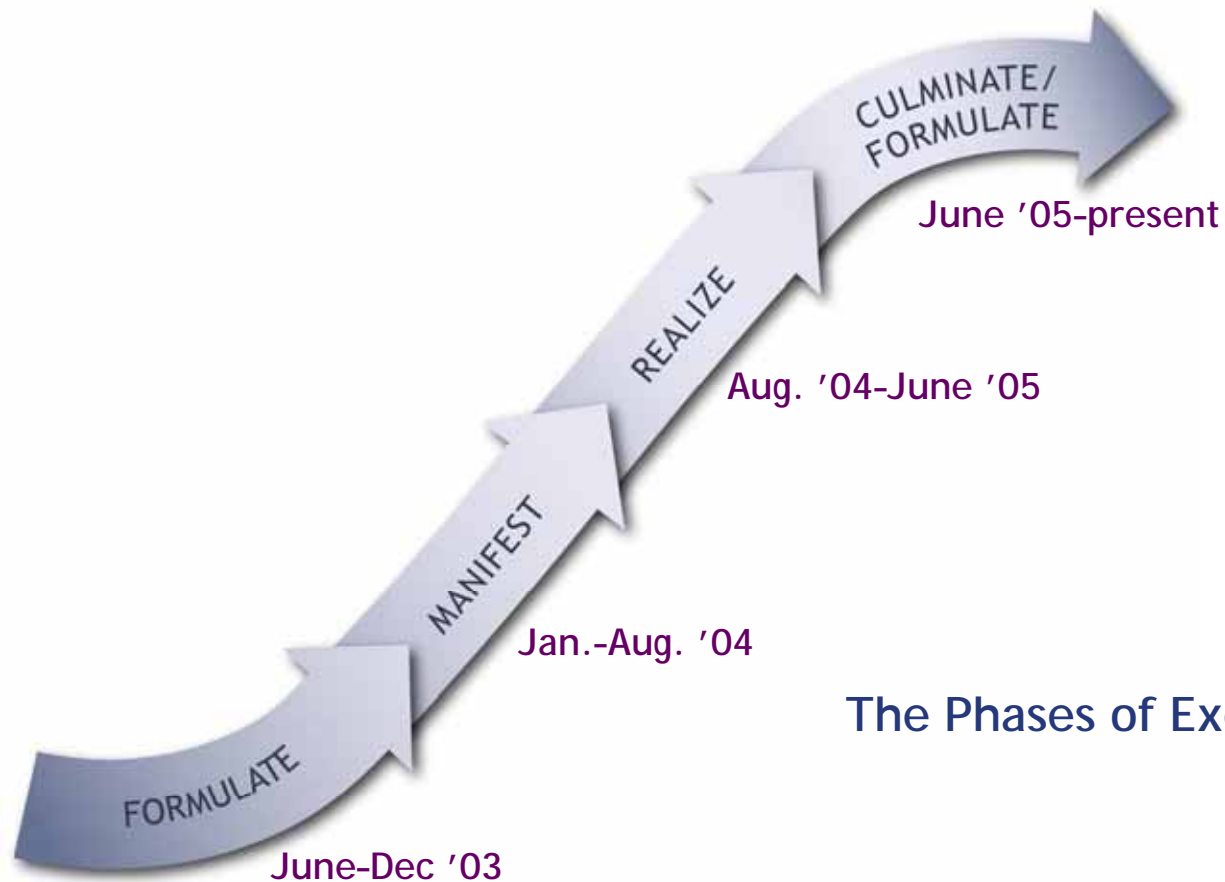 CULMINATE/
FORMULATE
June '05-present
REALIZE
Aug. '04-June '05
MANIFEST
Jan.-Aug. '04
The Phases of
FORMULATE
June-Dec '03